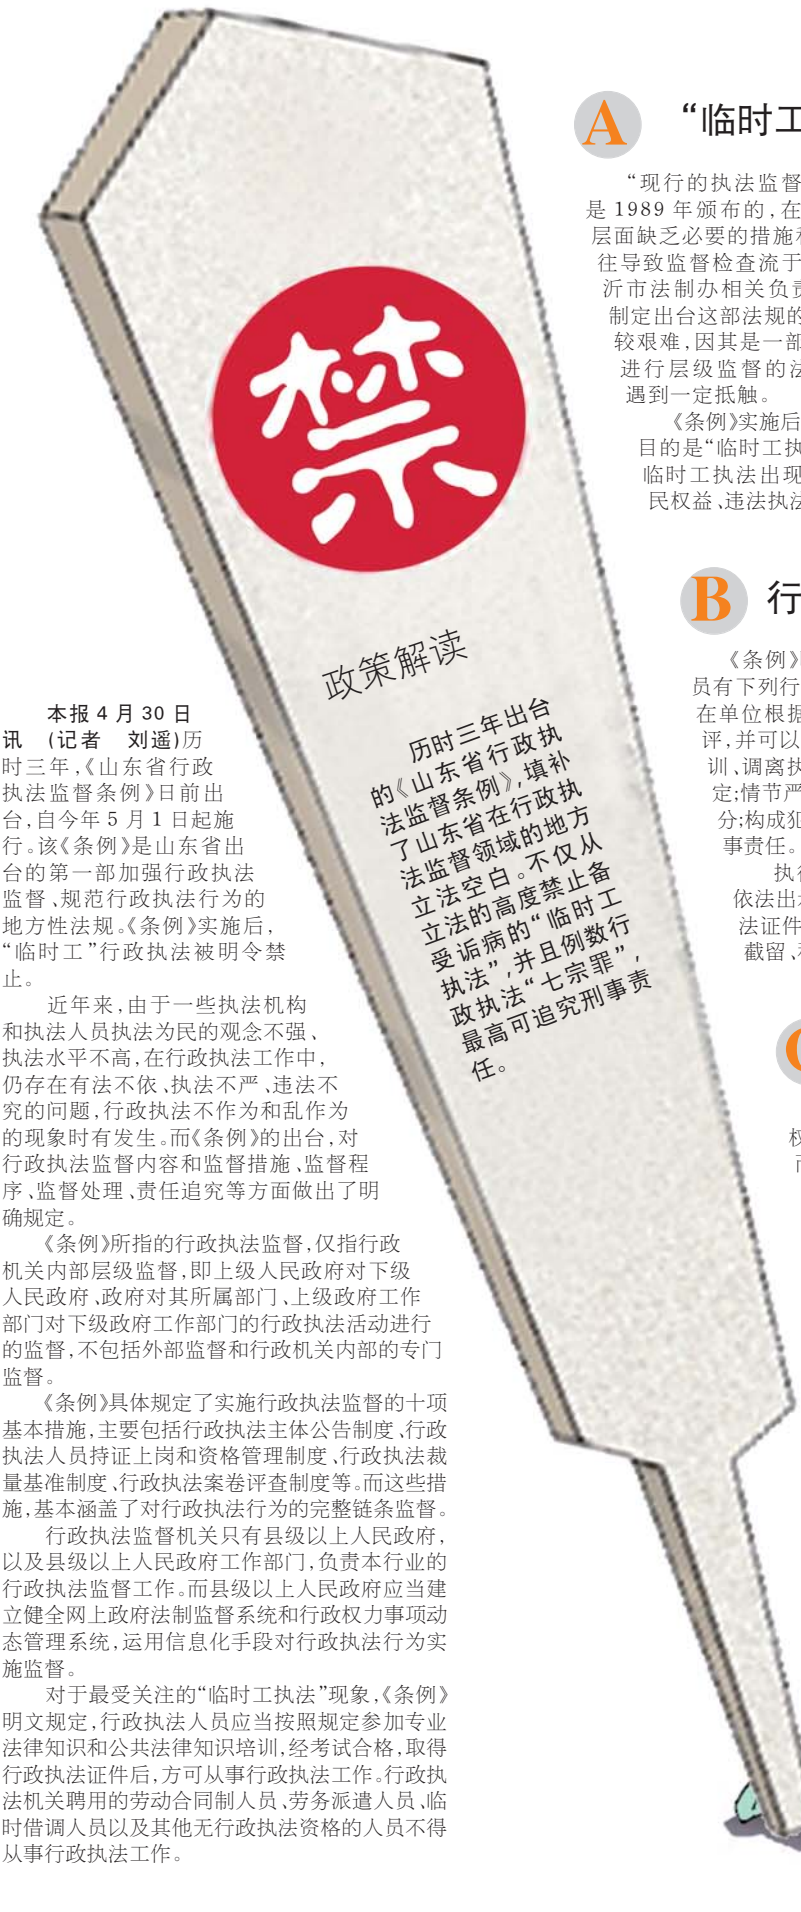 禁
政策解读
历时三年出台
的《山东省行政执
法监督条例》,填补
了山东省在行政执
法监督领域的地方
立法空白。不仅从
立法的高度禁止备
受诟病的“临时工
执法”,并且例数行
政执法“七宗罪”,
最高可追究刑事责
任。
本报4月30日
讯 (记者 刘遥)历
时三年,《山东省行政
执法监督条例》日前出
台,自今年5月1日起施
行。该《条例》是山东省出
台的第一部加强行政执法
监督、规范行政执法行为的
地方性法规。《条例》实施后,
“临时工”行政执法被明令禁
止。
近年来,由于一些执法机构
和执法人员执法为民的观念不强、
执法水平不高,在行政执法工作中,
仍存在有法不依、执法不严、违法不
究的问题,行政执法不作为和乱作为
的现象时有发生。而《条例》的出台,对
行政执法监督内容和监督措施、监督程
序、监督处理、责任追究等方面做出了明
确规定。
《条例》所指的行政执法监督,仅指行政
机关内部层级监督,即上级人民政府对下级
人民政府、政府对其所属部门、上级政府工作
部门对下级政府工作部门的行政执法活动进行
的监督,不包括外部监督和行政机关内部的专门
监督。
《条例》具体规定了实施行政执法监督的十项
基本措施,主要包括行政执法主体公告制度、行政
执法人员持证上岗和资格管理制度、行政执法裁
量基准制度、行政执法案卷评查制度等。而这些措
施,基本涵盖了对行政执法行为的完整链条监督。
行政执法监督机关只有县级以上人民政府,
以及县级以上人民政府工作部门,负责本行业的
行政执法监督工作。而县级以上人民政府应当建
立健全网上政府法制监督系统和行政权力事项动
态管理系统,运用信息化手段对行政执法行为实
施监督。
对于最受关注的“临时工执法”现象,《条例》
明文规定,行政执法人员应当按照规定参加专业
法律知识和公共法律知识培训,经考试合格,取得
行政执法证件后,方可从事行政执法工作。行政执
法机关聘用的劳动合同制人员、劳务派遣人员、临
时借调人员以及其他无行政执法资格的人员不得
从事行政执法工作。
A “临时工
“现行的执法监督
是1989年颁布的,在
层面缺乏必要的措施和
往导致监督检查流于
沂市法制办相关负责
制定出台这部法规的
较艰难,因其是一部
进行层级监督的法
遇到一定抵触。
《条例》实施后
目的是“临时工执
临时工执法出现
民权益、违法执法
B 行
《条例》
员有下列行
在单位根据
评,并可以
训、调离执
定;情节严
分;构成犯
事责任。
执行
依法出示
法证件
截留、私
权
而